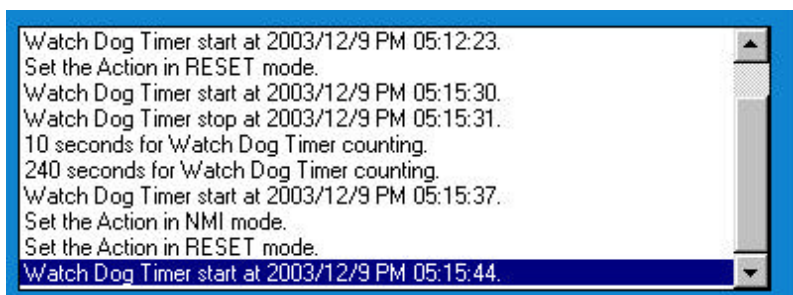 Watch Dog Timer start at 2003/12/9 PM 05:12:23.
Set the Action in RESET mode.
Watch Dog Timer start at 2003/12/9 PM 05:15:30.
Watch Dog Timer stop at 2003/12/9 PM 05:15:31.
10 seconds for Watch Dog Timer counting.
240 seconds for Watch Dog Timer counting.
Watch Dog Timer start at 2003/12/9 PM 05:15:37.
Set the Action in NMI mode.
Set the Action in RESET mode.
Watch Dog Timer start at 2003/12/9 PM 05:15:44.